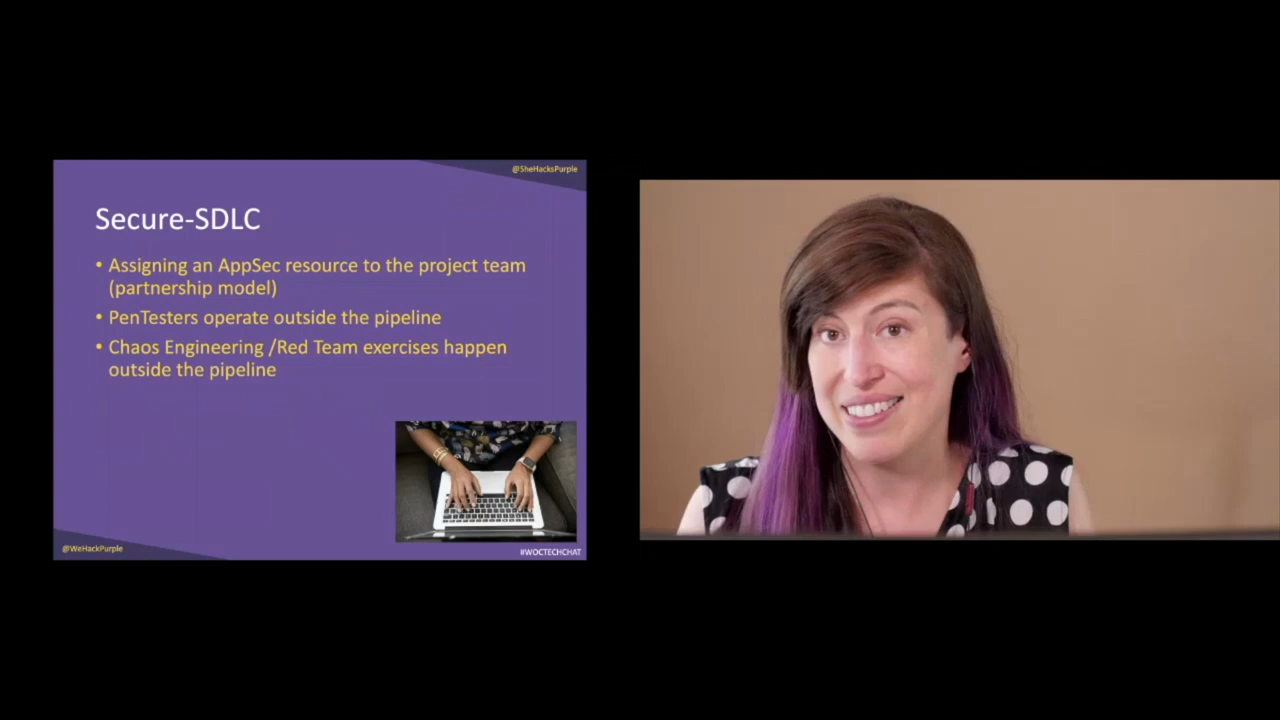 @SheHacksPurple
Secure-SDLC
• Assigning an AppSec resource to the project team
(partnership model)
• PenTesters operate outside the pipeline
• Chaos Engineering /Red Team exercises happen
outside the pipeline
@WeHackPurple
#WOCTECHCHAT